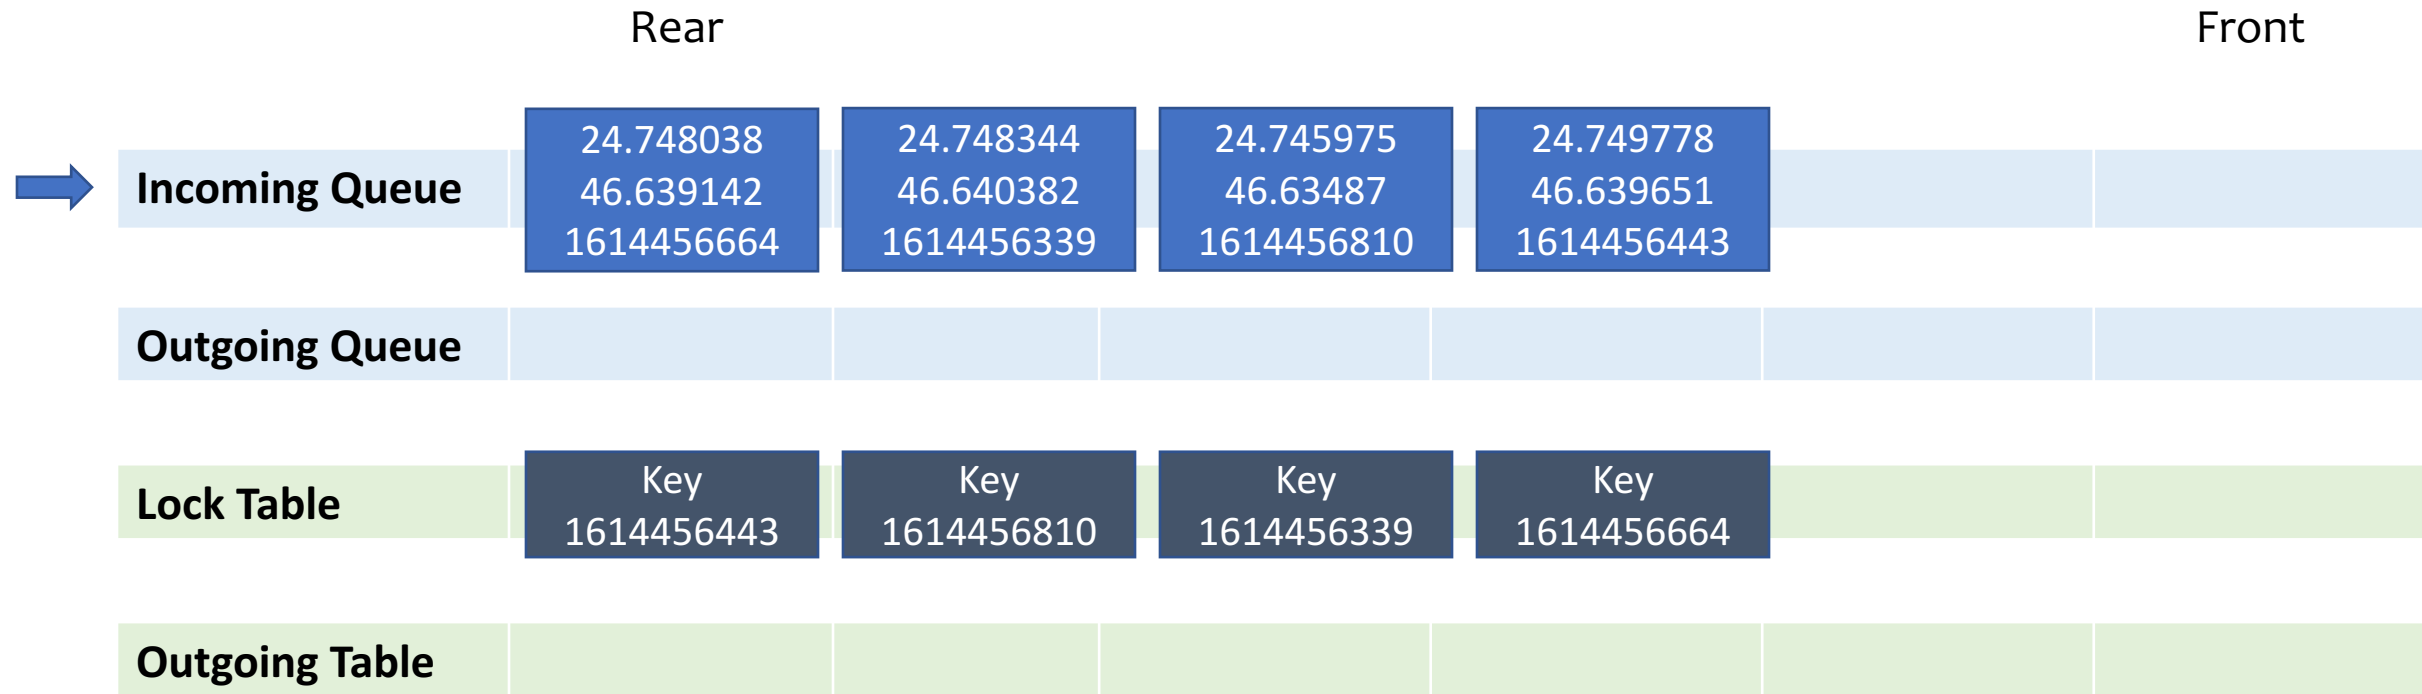 Rear Front
Incoming Queue
24.748038
46.639142
1614456664
24.748344
46.640382
1614456339
24.745975
46.63487
1614456810
24.749778
46.639651
1614456443
Outgoing Queue
Lock Table
Key
1614456443
Key
1614456810
Key
1614456339
Key
1614456664
Outgoing Table